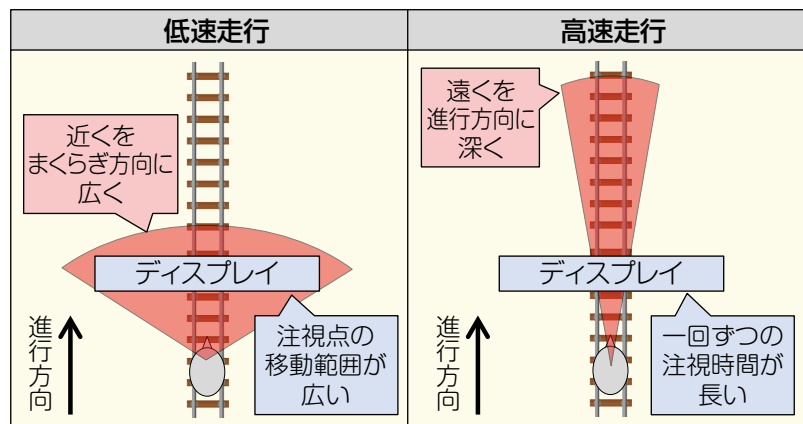 低速走行
高速走行
近くを
まくらぎ方向に
広く
ディスプレイ
注視点の
移動範囲が
広い
進行方向
遠くを
進行方向に
深く
ディスプレイ
一回ずつの
注視時間が
長い
進行方向